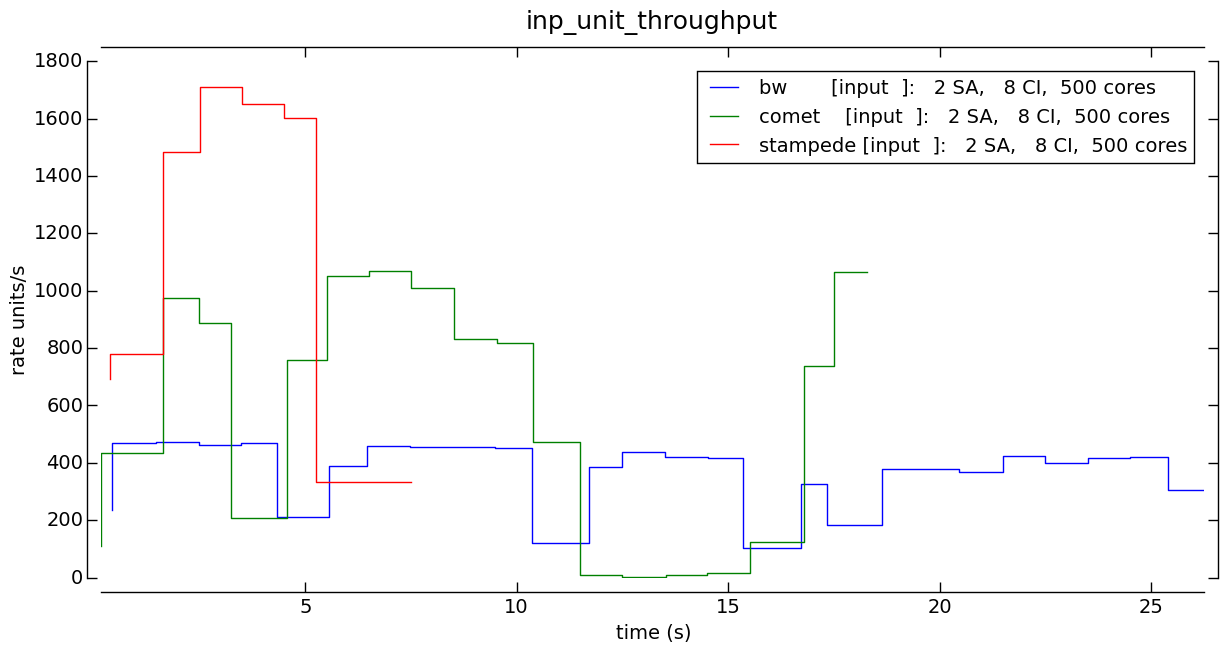 inp_unit_throughput
1800
1600
1400
1200
1000
800
600
400
200
0
rate units/s
bw [input ]: 2 SA, 8 CI, 500 cores
comet [input ]: 2 SA, 8 CI, 500 cores
stampede [input ]: 2 SA, 8 CI, 500 cores
5 10 15 20 25
time (s)